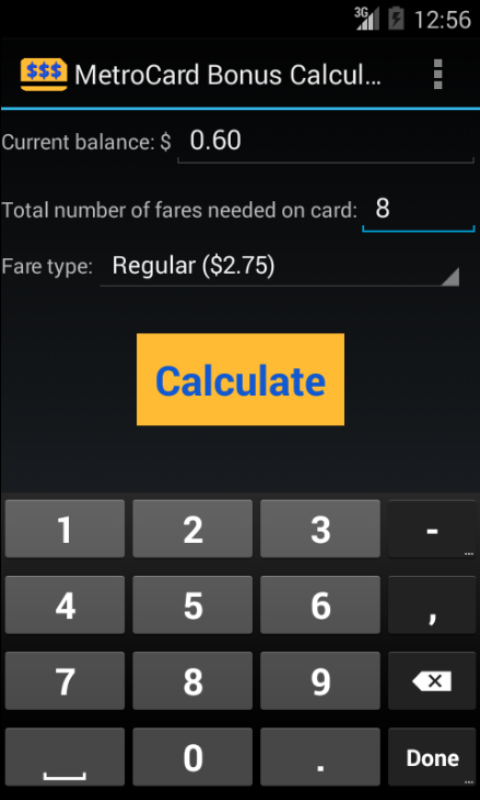 3G 12:56
$$$ MetroCard Bonus Calcul...
Current balance: $ 0.60
Total number of fares needed on card: 8
Fare type: Regular ($2.75)
Calculate
1 2 3 - ...
4 5 6 ,
7 8 9
0 . Done ...